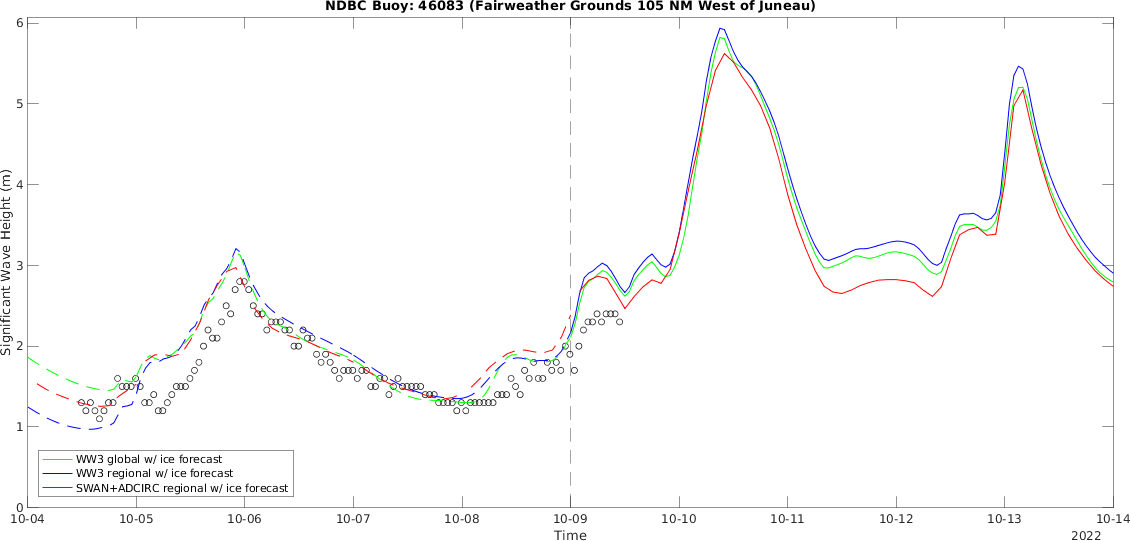 NDBC Buoy: 46083 (Fairweather Grounds 105 NM West of Juneau)
Significant Wave Height (m)
6
5
4
3
2
1
0
WW3 global w/ ice forecast
WW3 regional w/ ice forecast
SWAN+ADCIRC regional w/ ice forecast
10-04 10-05 10-06 10-07 10-08 10-09 10-10 10-11 10-12 10-13 10-14
Time
2022